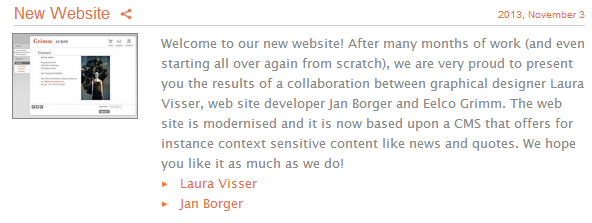 New Website
2013, November 3
Grimm
Contact
Welcome to our new website! After many months of work (and even
starting all over again from scratch), we are very proud to present
you the results of a collaboration between graphical designer Laura
Visser, web site developer Jan Borger and Eelco Grimm. The web
site is modernised and it is now based upon a CMS that offers for
instance context sensitive content like news and quotes. We hope
you like it as much as we do!
Laura Visser
Jan Borger